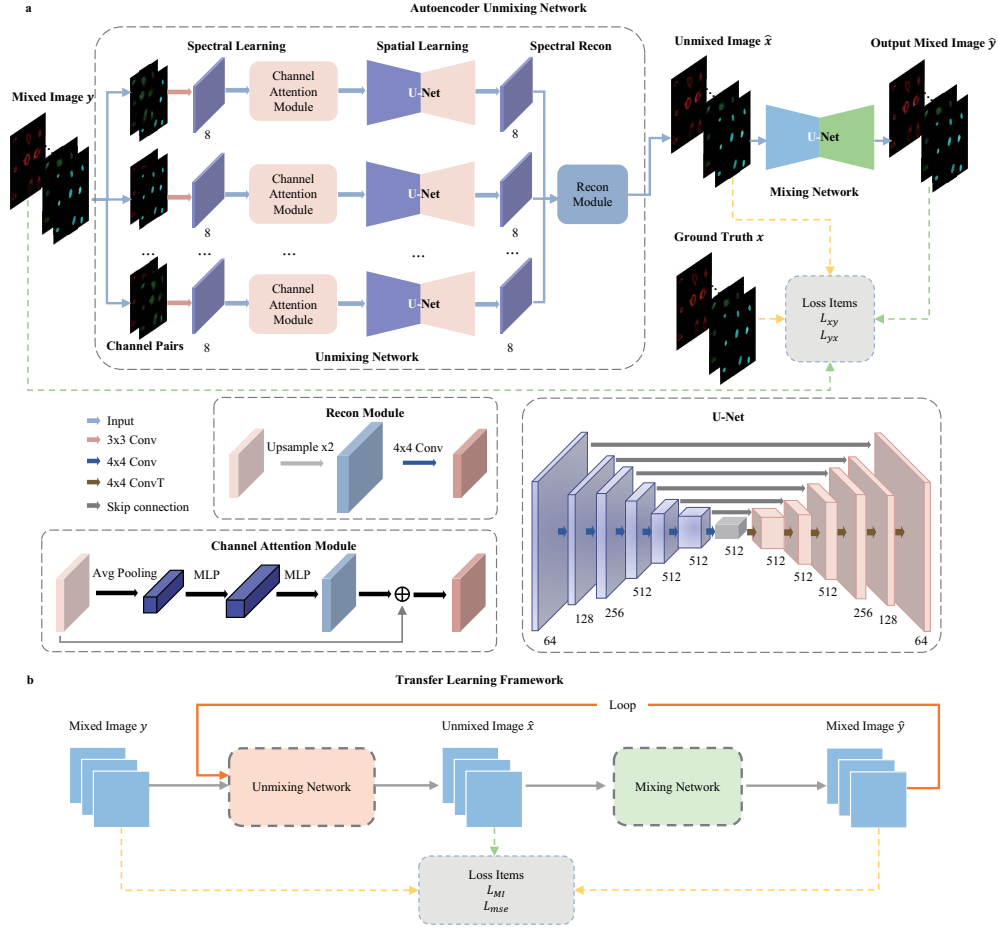 a
Autoencoder Unmixing Network
Spectral Learning
Spatial Learning
Spectral Recon
Unmixed Image x̂
Output Mixed Image ŷ
Mixed Image y
Channel
Attention
Module
U-Net
8
8
Channel
Attention
Module
U-Net
8
8
Recon
Module
U-Net
Mixing Network
...
...
...
...
...
Ground Truth x
Channel
Attention
Module
U-Net
Loss Items
L_xy
L_yx
Channel Pairs
8
8
Unmixing Network
Input
3x3 Conv
4x4 Conv
4x4 ConvT
Skip connection
Recon Module
Upsample x2
4x4 Conv
Channel Attention Module
Avg Pooling
MLP
MLP
U-Net
64
128
256
512
512
512
512
512
512
512
256
128
64
b
Transfer Learning Framework
Loop
Mixed Image y
Unmixed Image x̂
Mixed Image ŷ
Unmixing Network
Mixing Network
Loss Items
L_MI
L_mse